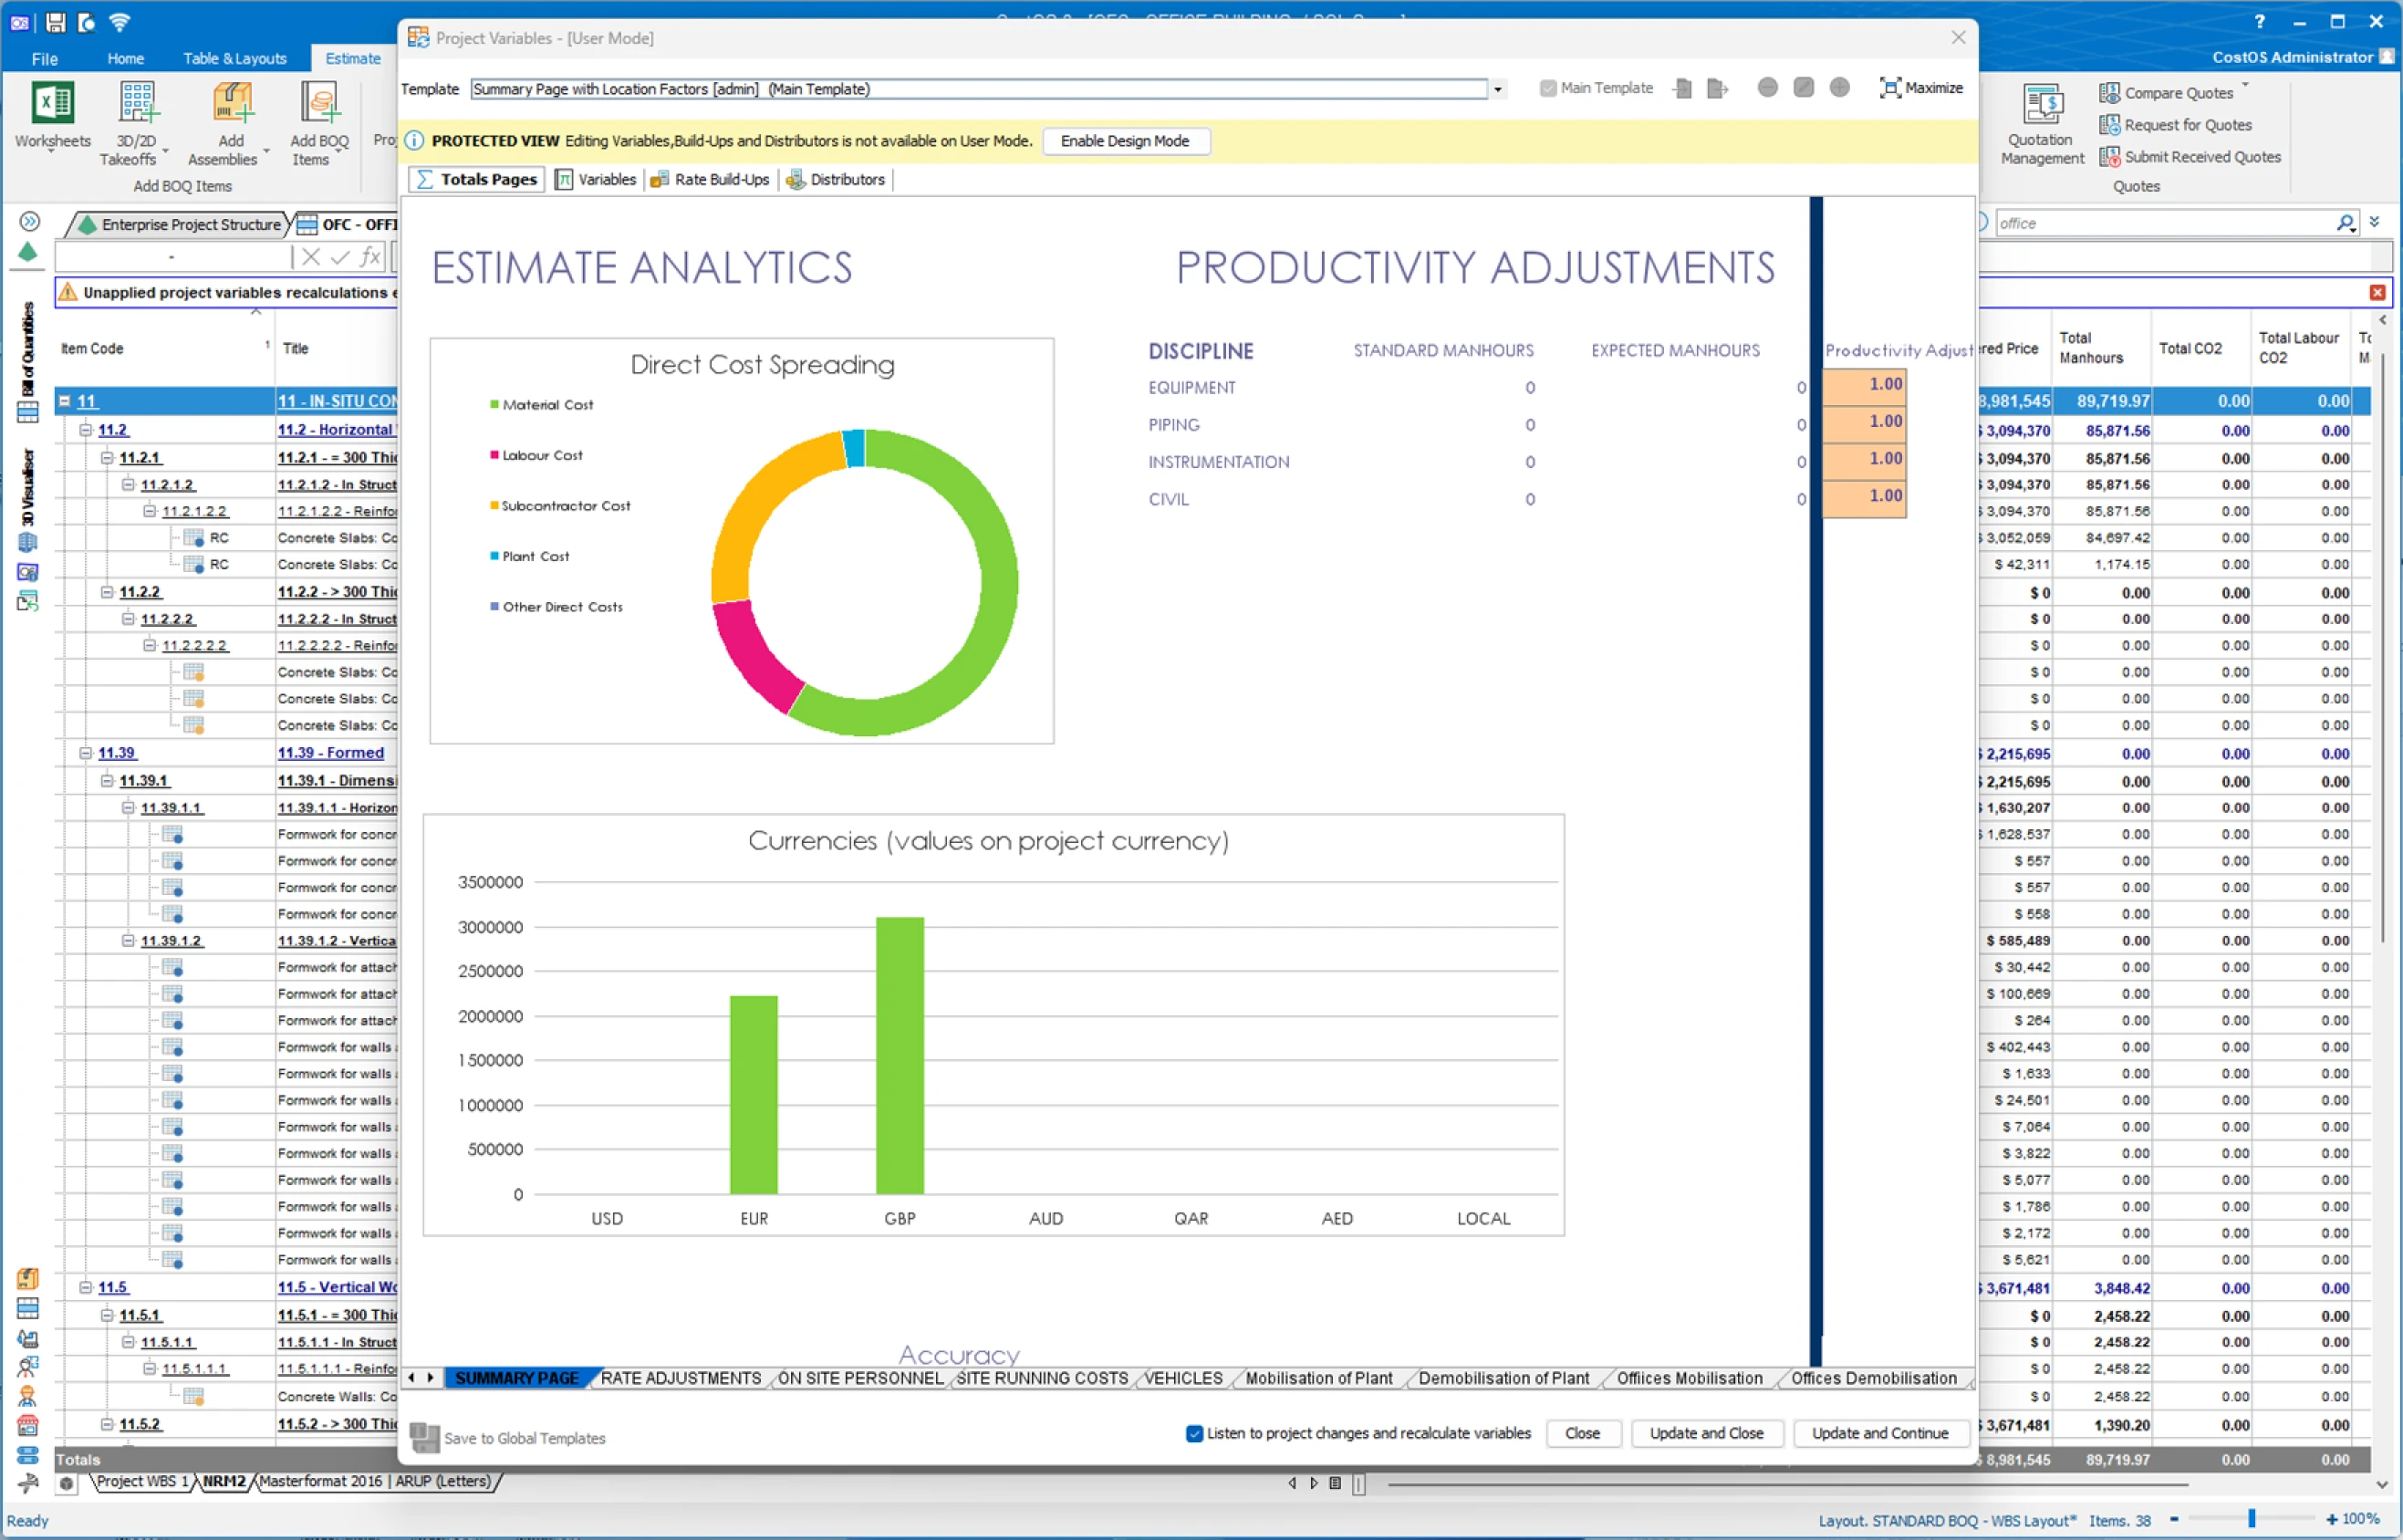 CostOS Administrator
File Home Table & Layouts Estimate
Worksheets
3D/2D Takeoffs
Add Assemblies
Add BOQ Items
Add BOQ Items
Quotation Management
Compare Quotes
Request for Quotes
Submit Received Quotes
Quotes
Project Variables - [User Mode]
Template Summary Page with Location Factors [admin] (Main Template)
Main Template
Maximize
PROTECTED VIEW Editing Variables,Build-Ups and Distributors is not available on User Mode. Enable Design Mode
Totals Pages Variables Rate Build-Ups Distributors
Enterprise Project Structure
OFC - OFFI
office
- fx
Unapplied project variables recalculations
Bill of Quantities
3D Visualiser
Item Code 1 Title
11 11 - IN-SITU CON
11.2 11.2 - Horizontal
11.2.1 11.2.1 - = 300 Thi
11.2.1.2 11.2.1.2 - In Struct
11.2.1.2.2 11.2.1.2.2 - Reinfo
RC Concrete Slabs: Co
RC Concrete Slabs: Co
11.2.2 11.2.2 - > 300 Thi
11.2.2.2 11.2.2.2 - In Struct
11.2.2.2.2 11.2.2.2.2 - Reinfo
Concrete Slabs: Co
Concrete Slabs: Co
Concrete Slabs: Co
11.39 11.39 - Formed
11.39.1 11.39.1 - Dimensi
11.39.1.1 11.39.1.1 - Horizon
Formwork for concr
Formwork for concr
Formwork for concr
Formwork for concr
11.39.1.2 11.39.1.2 - Vertica
Formwork for attach
Formwork for attach
Formwork for attach
Formwork for walls
Formwork for walls
Formwork for walls
Formwork for walls
Formwork for walls
Formwork for walls
Formwork for walls
Formwork for walls
Formwork for walls
11.5 11.5 - Vertical Wo
11.5.1 11.5.1 - = 300 Thi
11.5.1.1 11.5.1.1 - In Struct
11.5.1.1.1 11.5.1.1.1 - Reinfo
Concrete Walls: Co
11.5.2 11.5.2 - > 300 Thi
Totals
ESTIMATE ANALYTICS
Direct Cost Spreading
Material Cost
Labour Cost
Subcontractor Cost
Plant Cost
Other Direct Costs
PRODUCTIVITY ADJUSTMENTS
DISCIPLINE STANDARD MANHOURS EXPECTED MANHOURS Productivity Adjust
EQUIPMENT 0 0 1.00
PIPING 0 0 1.00
INSTRUMENTATION 0 0 1.00
CIVIL 0 0 1.00
Currencies (values on project currency)
3500000
3000000
2500000
2000000
1500000
1000000
500000
0
USD EUR GBP AUD QAR AED LOCAL
Accuracy
SUMMARY PAGE RATE ADJUSTMENTS ON SITE PERSONNEL SITE RUNNING COSTS VEHICLES Mobilisation of Plant Demobilisation of Plant Offiices Mobilisation Offices Demobilisation
Save to Global Templates
Listen to project changes and recalculate variables
Close Update and Close Update and Continue
red Price Total Manhours Total CO2 Total Labour CO2
8,981,545 89,719.97 0.00 0.00
$ 3,094,370 85,871.56 0.00 0.00
$ 3,094,370 85,871.56 0.00 0.00
$ 3,094,370 85,871.56 0.00 0.00
$ 3,094,370 85,871.56 0.00 0.00
$ 3,052,059 84,697.42 0.00 0.00
$ 42,311 1,174.15 0.00 0.00
$ 0 0.00 0.00 0.00
$ 0 0.00 0.00 0.00
$ 0 0.00 0.00 0.00
$ 0 0.00 0.00 0.00
$ 0 0.00 0.00 0.00
$ 0 0.00 0.00 0.00
$ 2,215,695 0.00 0.00 0.00
$ 2,215,695 0.00 0.00 0.00
$ 1,630,207 0.00 0.00 0.00
$ 1,628,537 0.00 0.00 0.00
$ 557 0.00 0.00 0.00
$ 557 0.00 0.00 0.00
$ 558 0.00 0.00 0.00
$ 585,489 0.00 0.00 0.00
$ 30,442 0.00 0.00 0.00
$ 100,669 0.00 0.00 0.00
$ 264 0.00 0.00 0.00
$ 402,443 0.00 0.00 0.00
$ 1,633 0.00 0.00 0.00
$ 24,501 0.00 0.00 0.00
$ 7,064 0.00 0.00 0.00
$ 3,822 0.00 0.00 0.00
$ 5,077 0.00 0.00 0.00
$ 1,786 0.00 0.00 0.00
$ 2,172 0.00 0.00 0.00
$ 5,621 0.00 0.00 0.00
$ 3,671,481 3,848.42 0.00 0.00
$ 0 2,458.22 0.00 0.00
$ 0 2,458.22 0.00 0.00
$ 0 2,458.22 0.00 0.00
$ 0 2,458.22 0.00 0.00
$ 3,671,481 1,390.20 0.00 0.00
$ 8,981,545 89,719.97 0.00 0.00
Project WBS 1 NRM2 Masterformat 2016 | ARUP (Letters)
Ready
Layout. STANDARD BOQ - WBS Layout* Items. 38 - + 100%